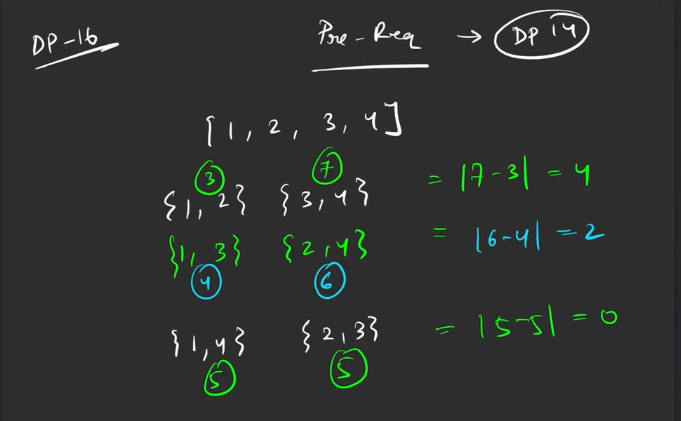 DP-16 Pre-Req → DP 14
[1, 2, 3, 4]
3 7
{1, 2} {3, 4} = |7-3| = 4
{1, 3} {2, 4} = |6-4| = 2
4 6
{1, 4} {2, 3} = |5-5| = 0
5 5